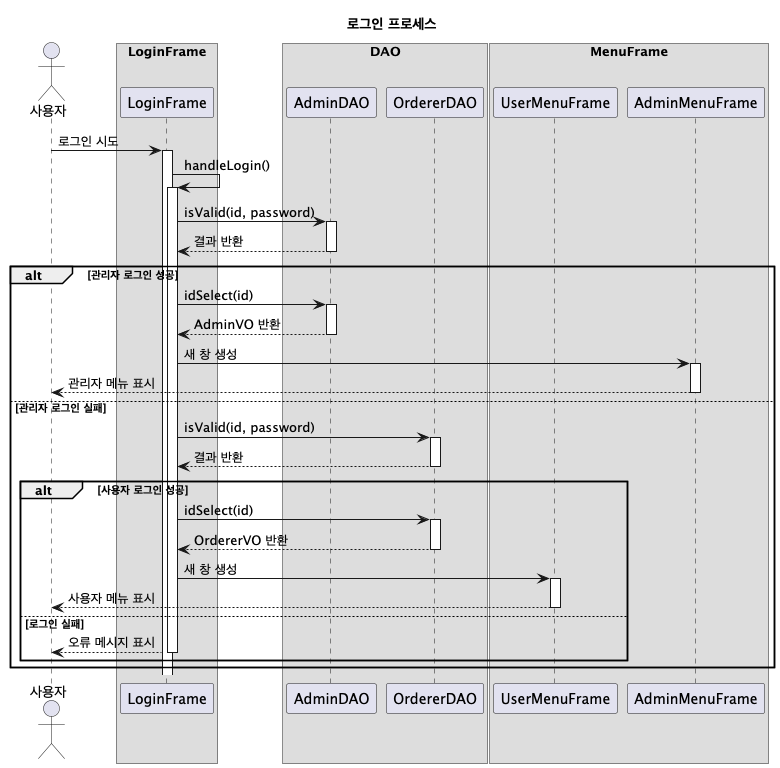 로그인 프로세스
LoginFrame
DAO
MenuFrame
사용자
LoginFrame
AdminDAO
OrdererDAO
UserMenuFrame
AdminMenuFrame
로그인 시도
handleLogin()
isValid(id, password)
결과 반환
alt
[관리자 로그인 성공]
idSelect(id)
AdminVO 반환
새 창 생성
관리자 메뉴 표시
[관리자 로그인 실패]
isValid(id, password)
결과 반환
alt
[사용자 로그인 성공]
idSelect(id)
OrdererVO 반환
새 창 생성
사용자 메뉴 표시
[로그인 실패]
오류 메시지 표시
사용자
LoginFrame
AdminDAO
OrdererDAO
UserMenuFrame
AdminMenuFrame